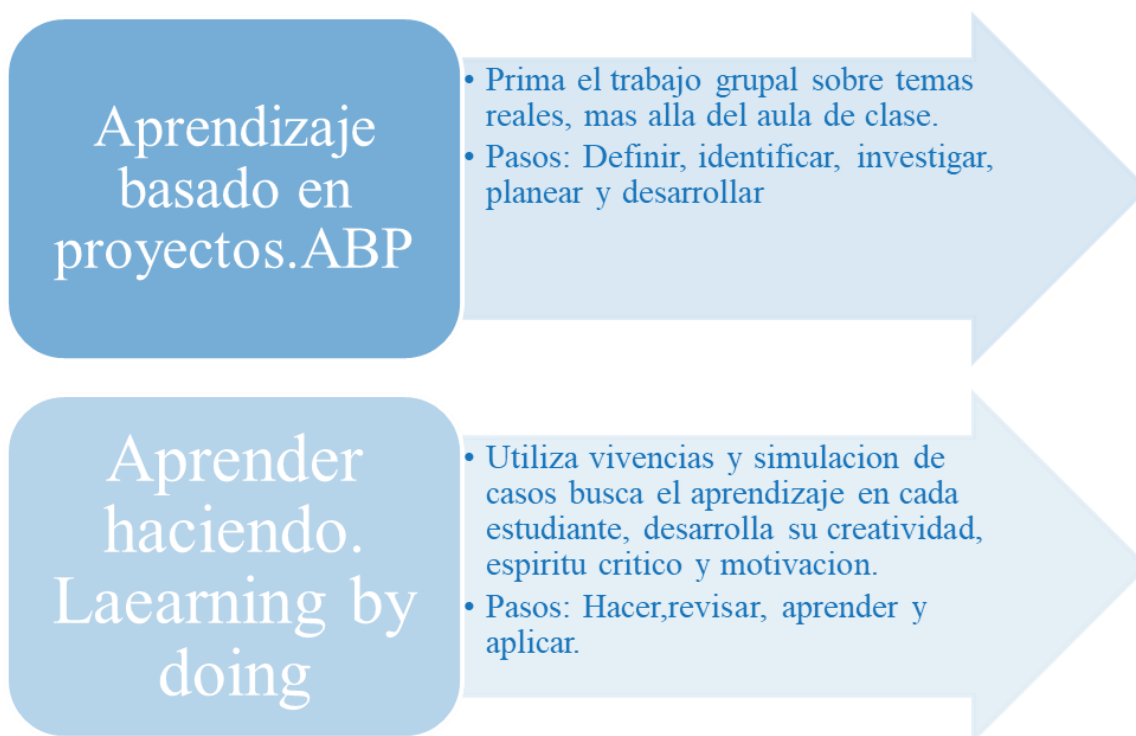 Aprendizaje
basado en
proyectos.ABP
• Prima el trabajo grupal sobre temas
reales, mas alla del aula de clase.
• Pasos: Definir, identificar, investigar,
planear y desarrollar
Aprender
haciendo.
Laearning by
doing
• Utiliza vivencias y simulacion de
casos busca el aprendizaje en cada
estudiante, desarrolla su creatividad,
espiritu critico y motivacion.
• Pasos: Hacer,revisar, aprender y
aplicar.